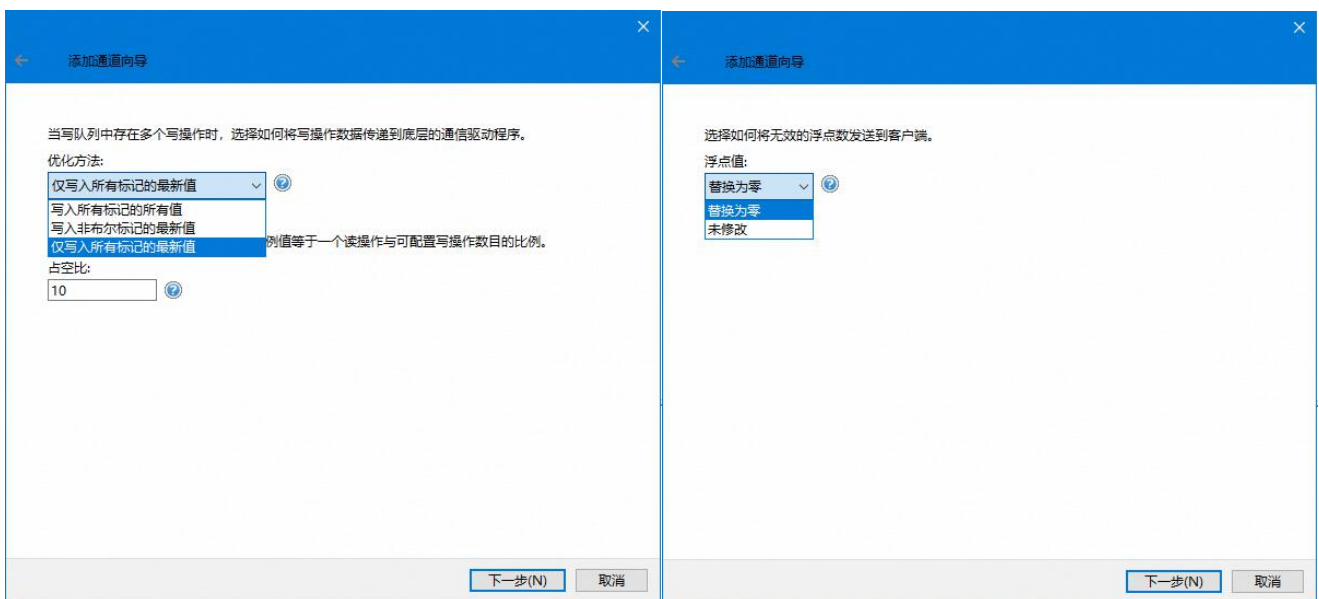 添加通道向导
当写队列中存在多个写操作时，选择如何将写操作数据传递到底层的通信驱动程序。
优化方法:
仅写入所有标记的最新值
写入所有标记的所有值
写入非布尔标记的最新值
仅写入所有标记的最新值
例值等于一个读操作与可配置写操作数目的比例。
占空比:
10
下一步(N)
取消
添加通道向导
选择如何将无效的浮点数发送到客户端。
浮点值:
替换为零
替换为零
未修改
下一步(N)
取消